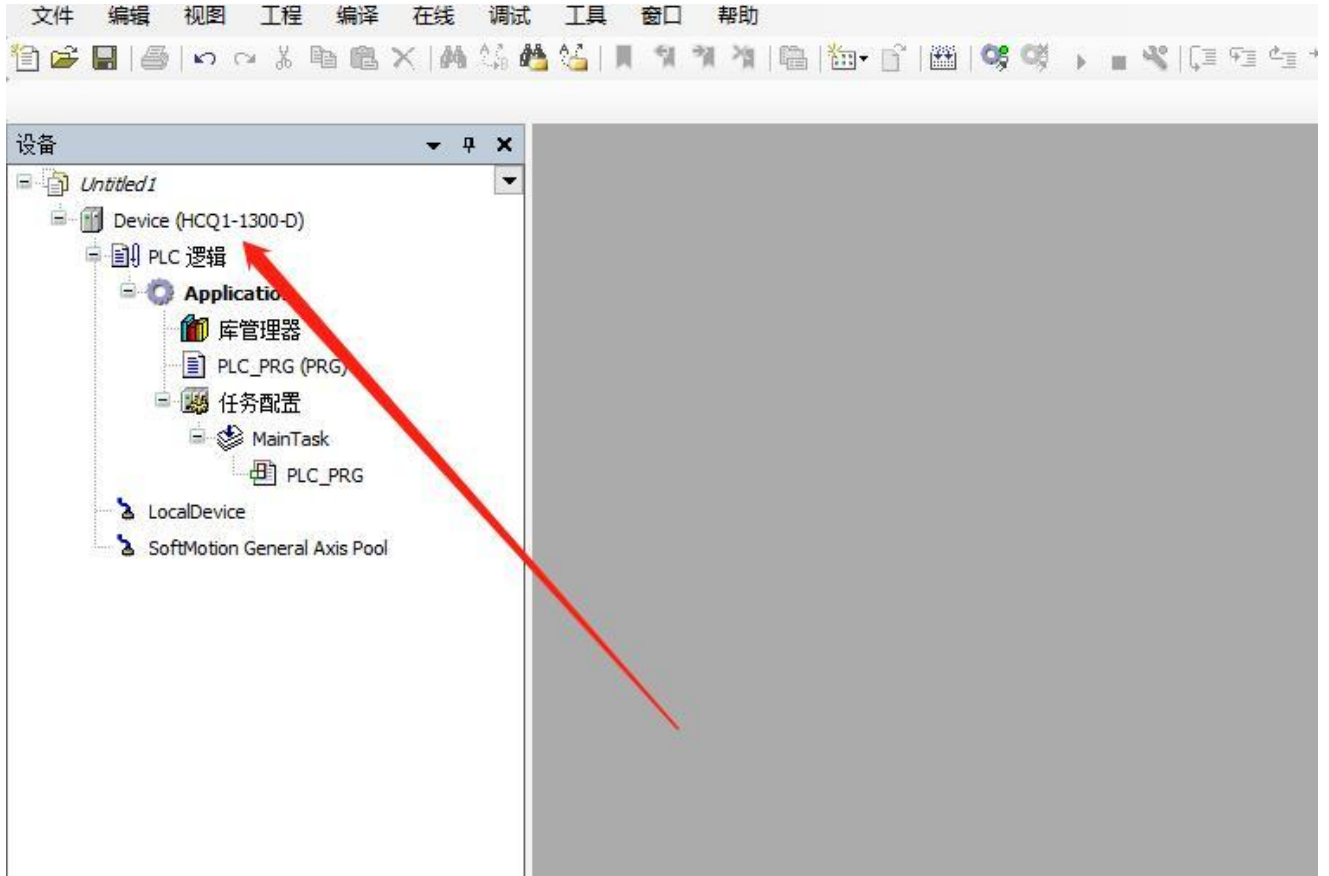 文件 编辑 视图 工程 编译 在线 调试 工具 窗口 帮助
设备
Untitled1
Device (HCQ1-1300-D)
PLC 逻辑
Application
库管理器
PLC_PRG (PRG)
任务配置
MainTask
PLC_PRG
LocalDevice
SoftMotion General Axis Pool